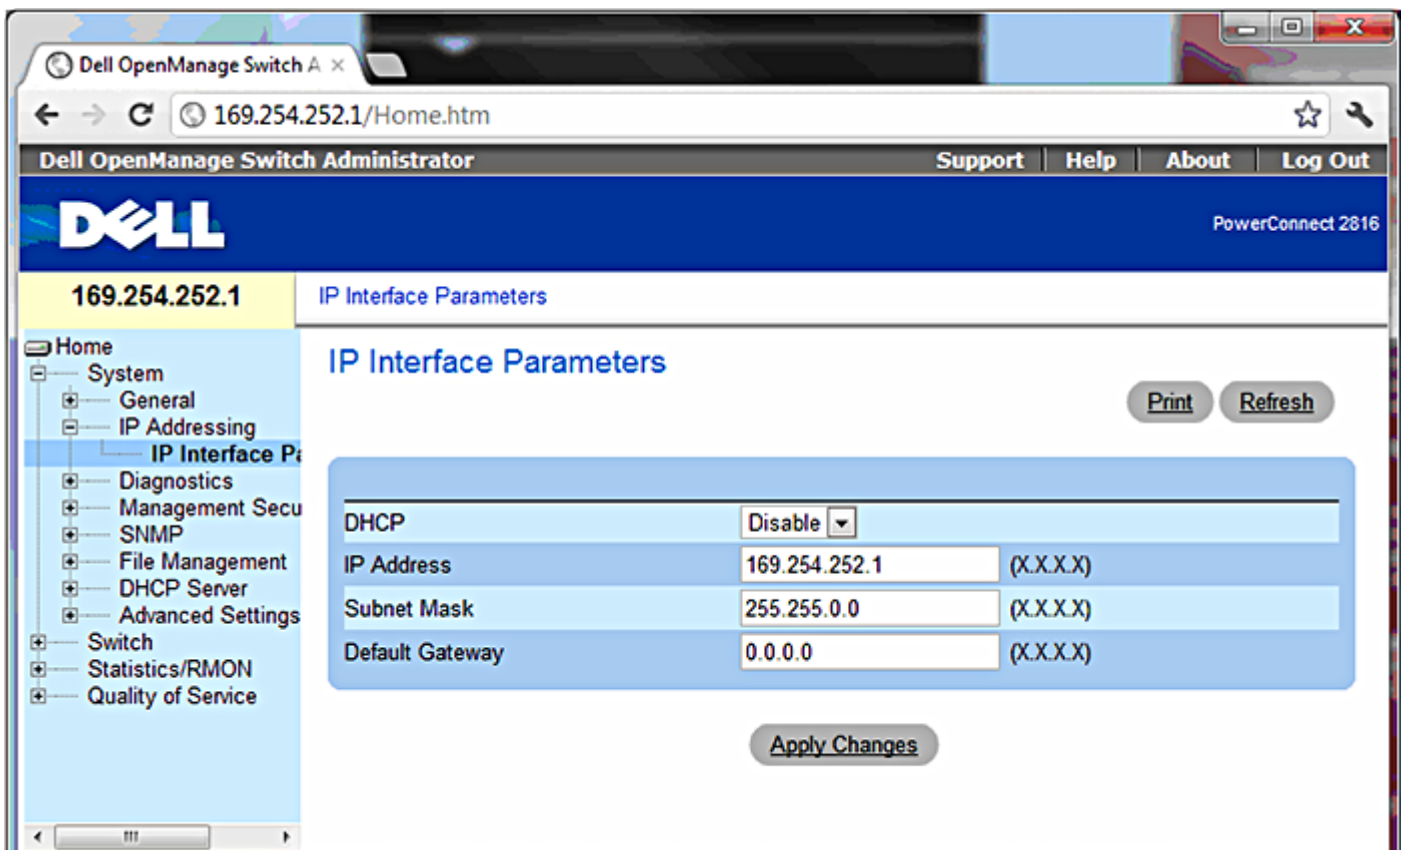 Dell OpenManage Switch A
169.254.252.1/Home.htm
Dell OpenManage Switch Administrator Support Help About Log Out
DELL
PowerConnect 2816
169.254.252.1
IP Interface Parameters
Home
System
General
IP Addressing
IP Interface Pa
Diagnostics
Management Secu
SNMP
File Management
DHCP Server
Advanced Settings
Switch
Statistics/RMON
Quality of Service
IP Interface Parameters
Print Refresh
DHCP Disable
IP Address 169.254.252.1 (X.X.X.X)
Subnet Mask 255.255.0.0 (X.X.X.X)
Default Gateway 0.0.0.0 (X.X.X.X)
Apply Changes